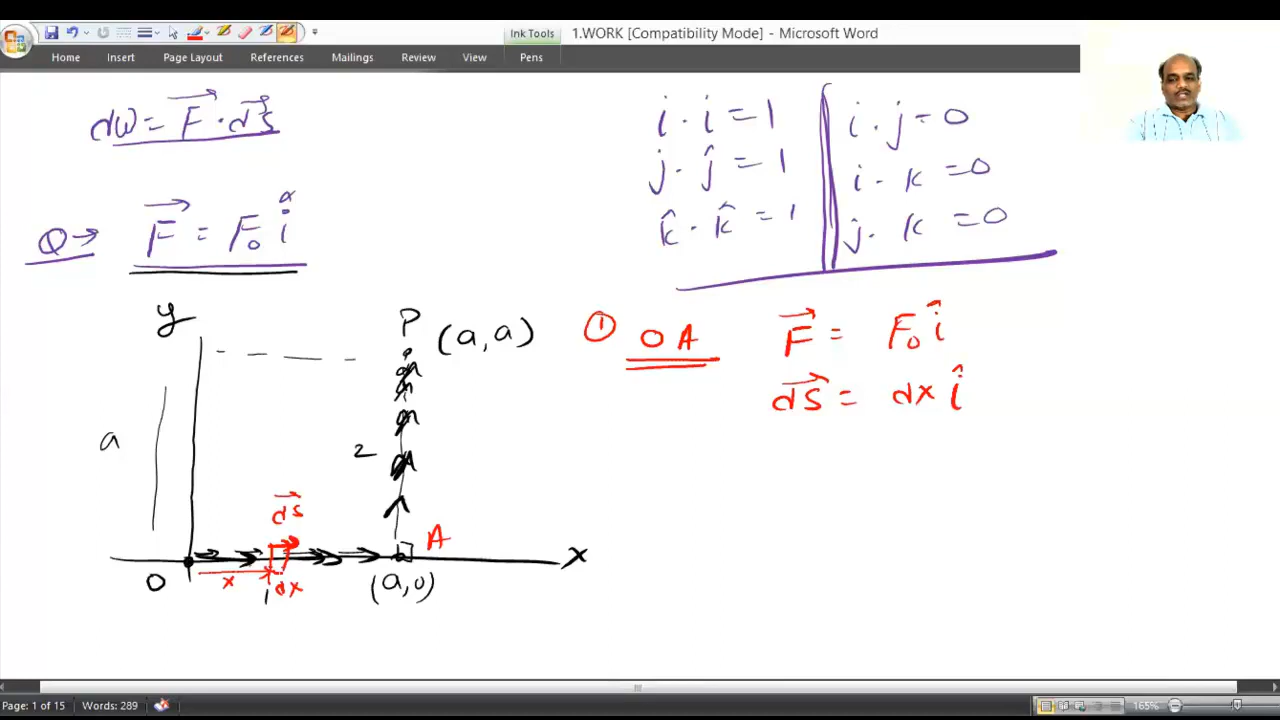 Ink Tools
1.WORK [Compatibility Mode] - Microsoft Word
Home Insert Page Layout References Mailings Review View Pens
dw = F⃗ · ds⃗
i · i = 1
j · ĵ = 1
k̂ · k̂ = 1
i · j = 0
i · k = 0
j · k = 0
Q → F⃗ = F₀ î
y
P (a,a)
a
2
ds⃗
A
x
O
x
dx
1
(a,0)
① OA
F⃗ = F₀ î
ds⃗ = dx î
Page: 1 of 15 Words: 289 165%